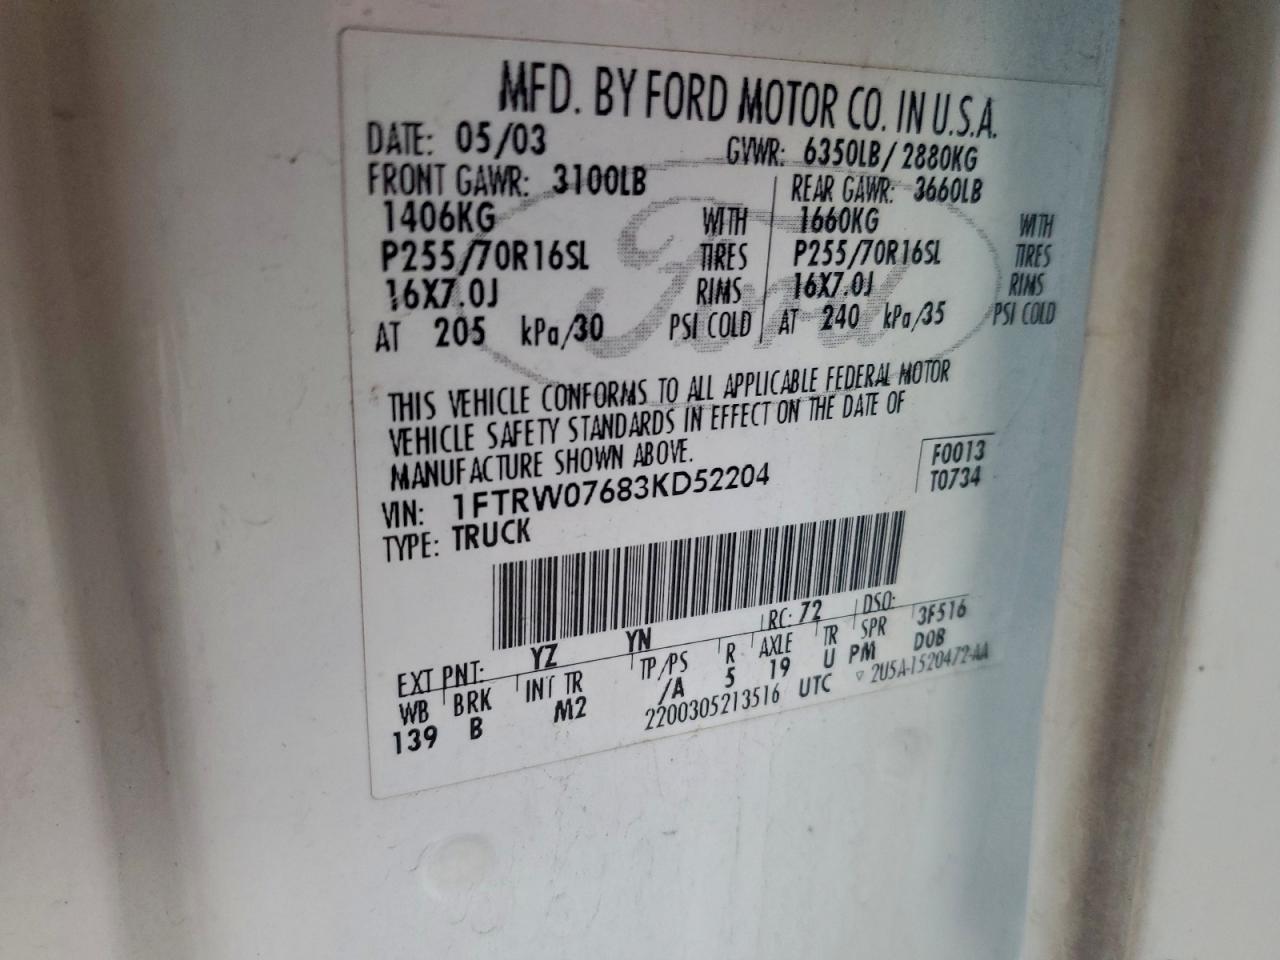 MFD. BY FORD MOTOR CO. IN U.S.A.
DATE: 05/03 GVWR: 6350LB/ 2880KG
FRONT GAWR: 3100LB REAR GAWR: 3660LB
1406KG WITH 1660KG WITH
P255/70R16SL TIRES P255/70R16SL TIRES
16X7.0J RIMS 16X7.0J RIMS
AT 205 kPa/30 PSI COLD AT 240 kPa/35 PSI COLD
Ford
THIS VEHICLE CONFORMS TO ALL APPLICABLE FEDERAL MOTOR
VEHICLE SAFETY STANDARDS IN EFFECT ON THE DATE OF
MANUFACTURE SHOWN ABOVE.
VIN: 1FTRW07683KD52204 F0013
TYPE: TRUCK T0734
EXT PNT: YZ YN RC: 72 DSO: 3F516
WB BRK INT TR TP/PS R AXLE TR SPR DOB
139 B M2 /A 5 19 U PM
2200305213516 UTC ▽ 2U5A-1520472-AA